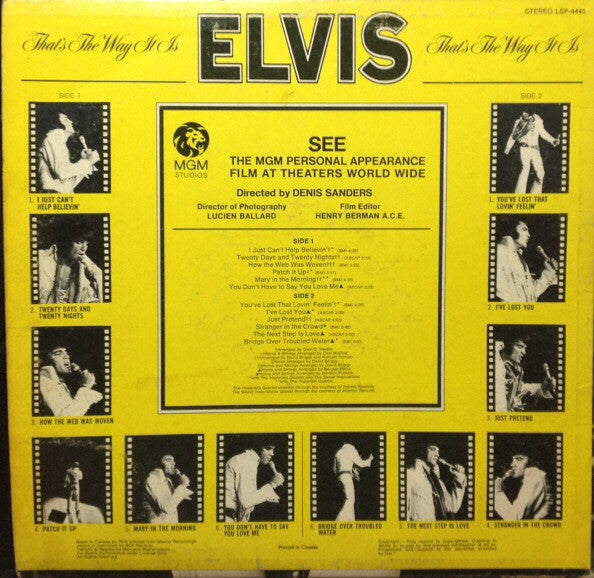 STEREO LSP-4445
That's The Way It Is
ELVIS
That's The Way It Is
SIDE 1
SIDE 2
MGM
STUDIOS
SEE
THE MGM PERSONAL APPEARANCE
FILM AT THEATERS WORLD WIDE
Directed by DENIS SANDERS
Director of Photography
LUCIEN BALLARD
Film Editor
HENRY BERMAN A.C.E.
SIDE 1
I Just Can't Help Believin'
Twenty Days and Twenty Nights
How the Web Was Woven
Patch It Up
Mary in the Morning
You Don't Have to Say You Love Me
SIDE 2
You've Lost That Lovin' Feelin'
I've Lost You
Just Pretend
Stranger in the Crowd
The Next Step Is Love
Bridge Over Troubled Water
1. I JUST CAN'T
HELP BELIEVIN'
2. TWENTY DAYS AND
TWENTY NIGHTS
3. HOW THE WEB WAS WOVEN
1. YOU'VE LOST THAT
LOVIN' FEELIN'
2. I'VE LOST YOU
3. JUST PRETEND
4. PATCH IT UP
5. MARY IN THE MORNING
6. YOU DON'T HAVE TO SAY
YOU LOVE ME
6. BRIDGE OVER TROUBLED
WATER
5. THE NEXT STEP IS LOVE
4. STRANGER IN THE CROWD
Printed in Canada